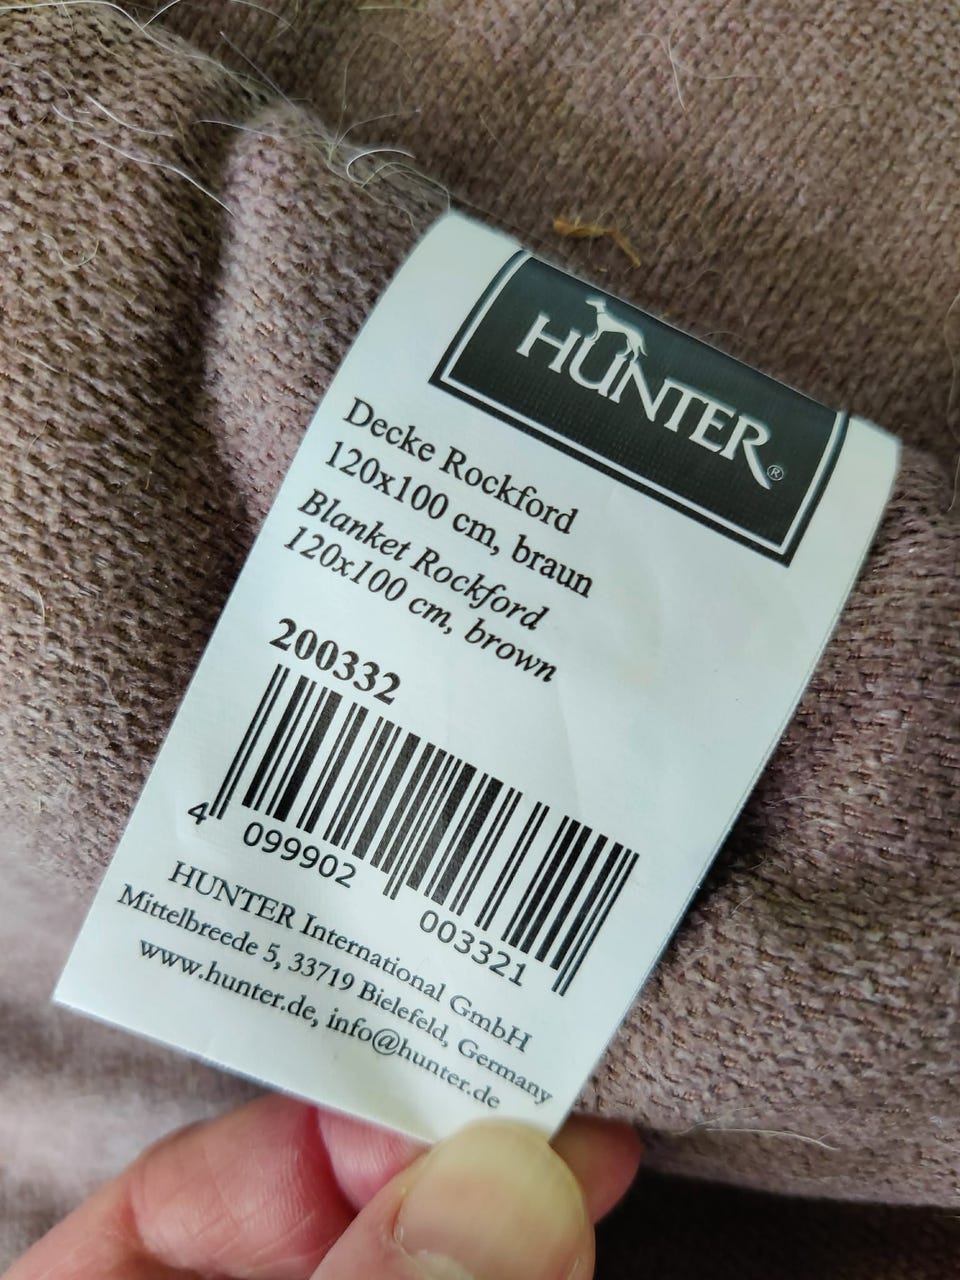 HUNTER®
Decke Rockford
120x100 cm, braun
Blanket Rockford
120x100 cm, brown
200332
4 099902 003321
HUNTER International GmbH
Mittelbreede 5, 33719 Bielefeld, Germany
www.hunter.de, info@hunter.de